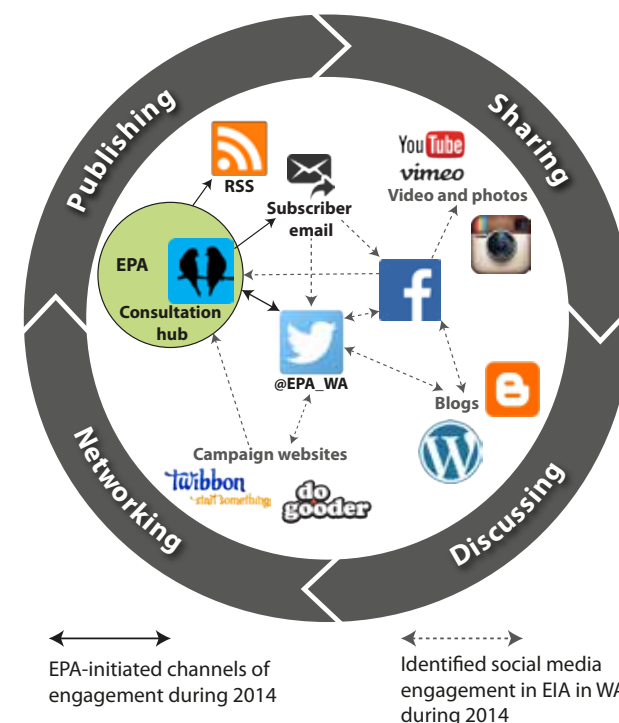 Publishing
Sharing
You Tube
vimeo
Video and photos
RSS
Subscriber
email
EPA
Consultation
hub
@EPA_WA
Blogs
Campaign websites
twibbon
start something
do
gooder
Networking
Discussing
EPA-initiated channels of
engagement during 2014
Identified social media
engagement in EIA in WA
during 2014